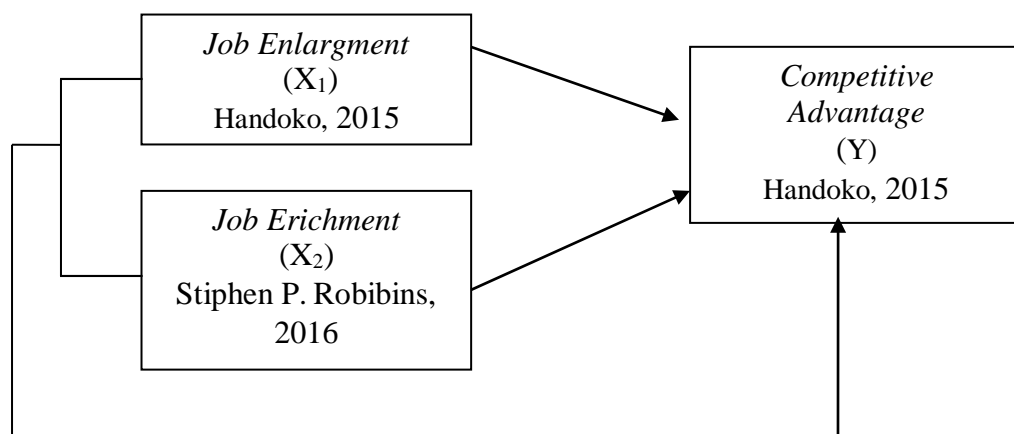 Job Enlargment
(X₁)
Handoko, 2015
Job Erichment
(X₂)
Stiphen P. Robibins,
2016
Competitive
Advantage
(Y)
Handoko, 2015